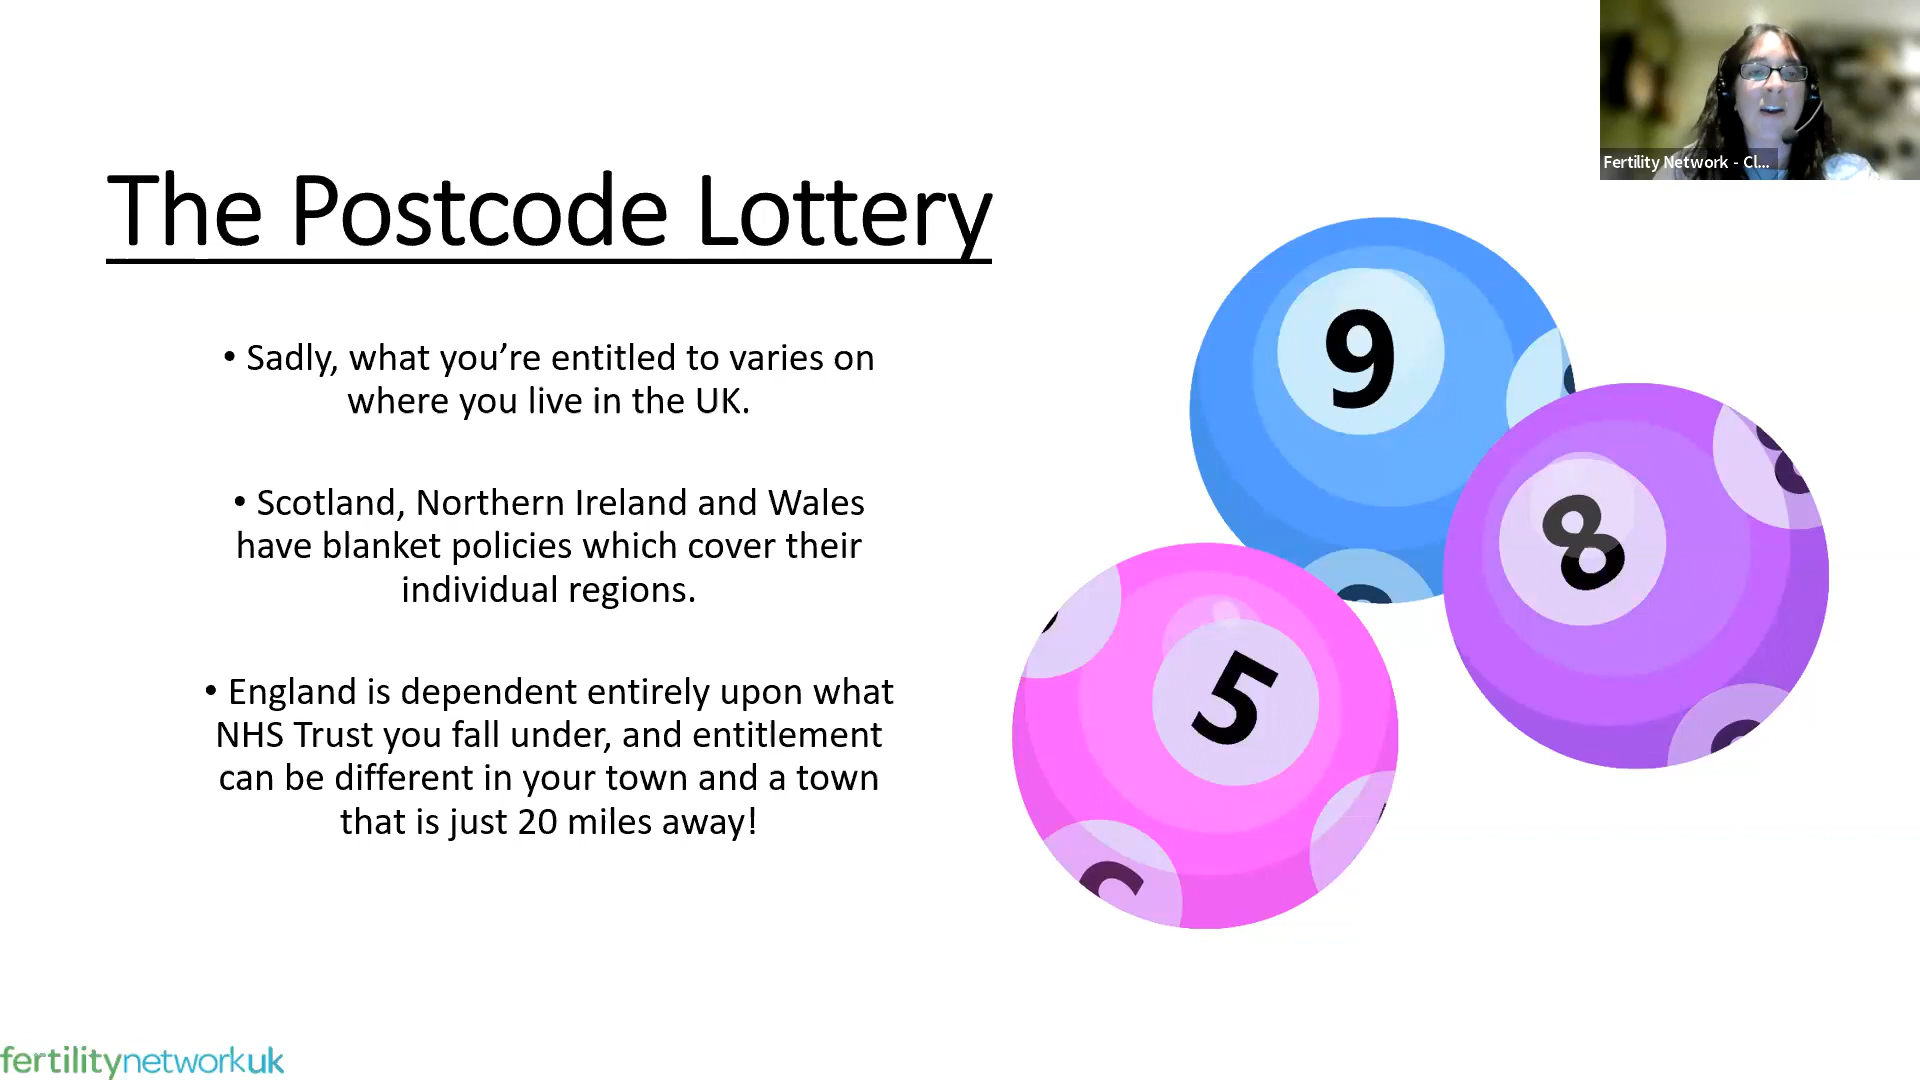 Fertility Network - Cl...
The Postcode Lottery
• Sadly, what you’re entitled to varies on
where you live in the UK.
• Scotland, Northern Ireland and Wales
have blanket policies which cover their
individual regions.
• England is dependent entirely upon what
NHS Trust you fall under, and entitlement
can be different in your town and a town
that is just 20 miles away!
9
8
5
fertilitynetworkuk